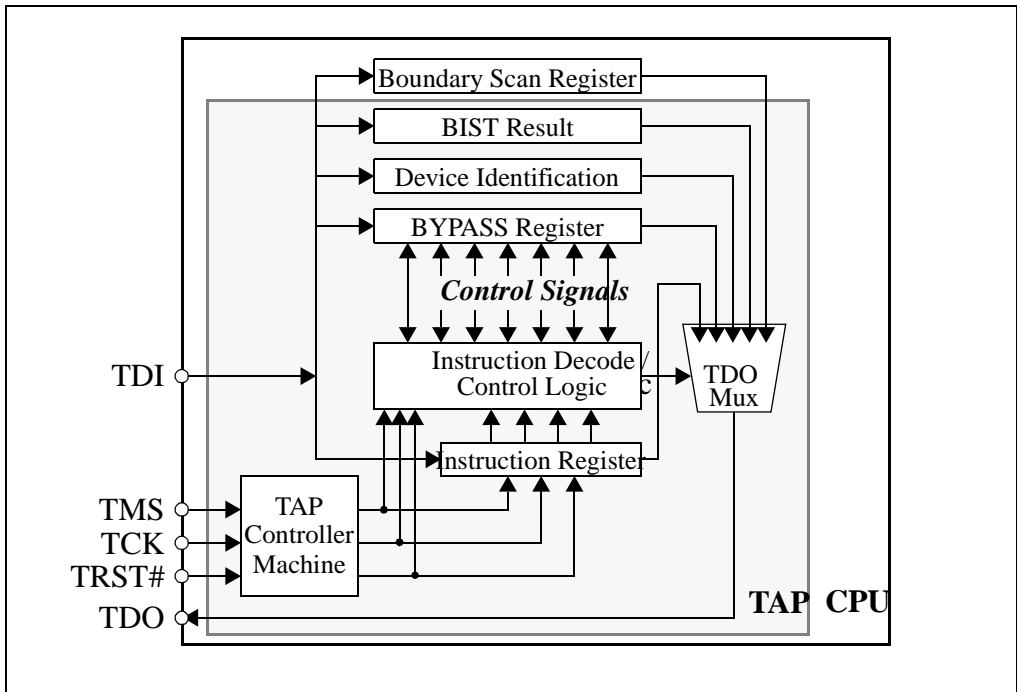 Boundary Scan Register
BIST Result
Device Identification
BYPASS Register
Control Signals
Instruction Decode /
Control Logic
c
TDO
Mux
TDI
Instruction Register
TAP
Controller
Machine
TMS
TCK
TRST#
TDO
TAP CPU